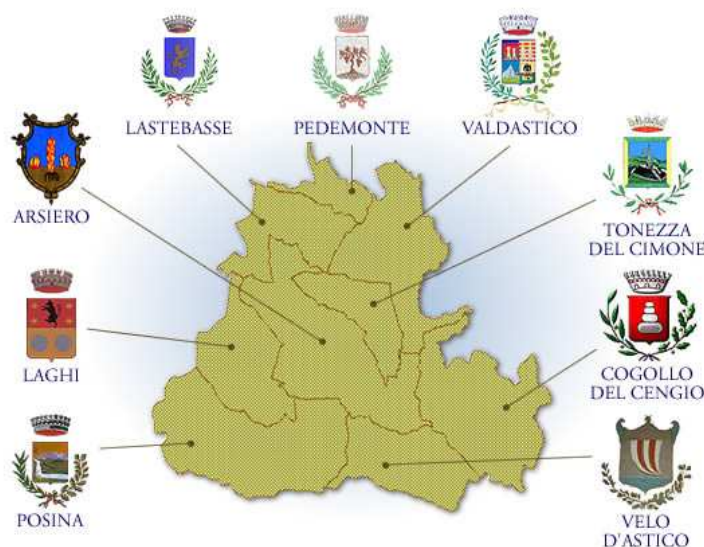 LASTEBASSE
PEDEMONTE
VALDASTICO
ARSIERO
TONEZZA
DEL CIMONE
LAGHI
COGOLLO
DEL CENGIO
POSINA
VELO
D'ASTICO